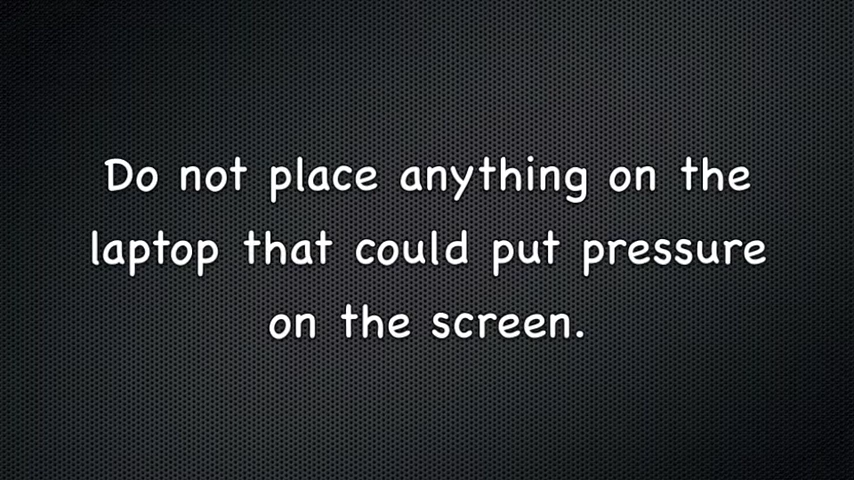 Do not place anything on the
laptop that could put pressure
on the screen.